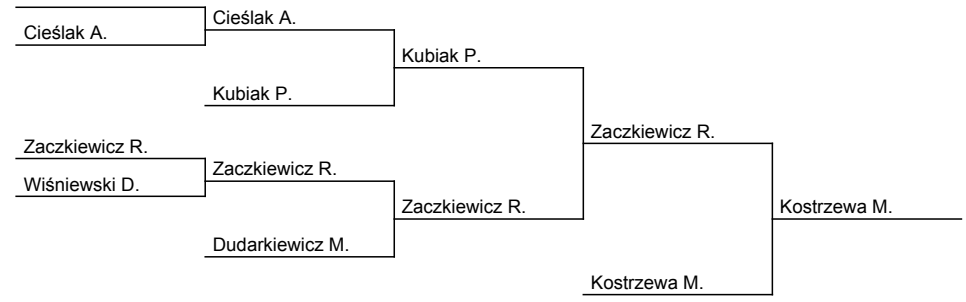 Cieślak A.
Cieślak A.
Kubiak P.
Kubiak P.
Zaczkiewicz R.
Zaczkiewicz R.
Zaczkiewicz R.
Wiśniewski D.
Zaczkiewicz R.
Kostrzewa M.
Dudarkiewicz M.
Kostrzewa M.